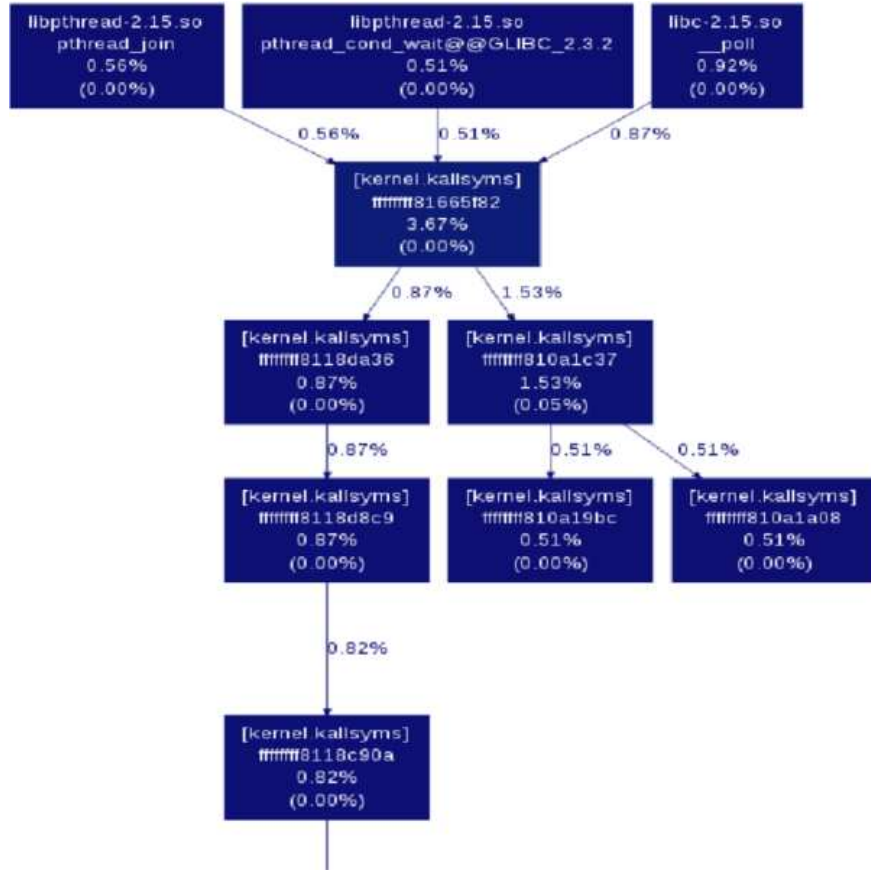 libpthread-2.15.so
pthread_join
0.56%
(0.00%)
libpthread-2.15.so
pthread_cond_wait@@GLIBC_2.3.2
0.51%
(0.00%)
libc-2.15.so
__poll
0.92%
(0.00%)
0.56%
0.51%
0.87%
[kernel.kallsyms]
ffffffff81665f82
3.67%
(0.00%)
0.87%
1.53%
[kernel.kallsyms]
ffffffff8118da36
0.87%
(0.00%)
[kernel.kallsyms]
ffffffff810a1c37
1.53%
(0.05%)
0.87%
0.51%
0.51%
[kernel.kallsyms]
ffffffff8118d8c9
0.87%
(0.00%)
[kernel.kallsyms]
ffffffff810a19bc
0.51%
(0.00%)
[kernel.kallsyms]
ffffffff810a1a08
0.51%
(0.00%)
0.82%
[kernel.kallsyms]
ffffffff8118c90a
0.82%
(0.00%)